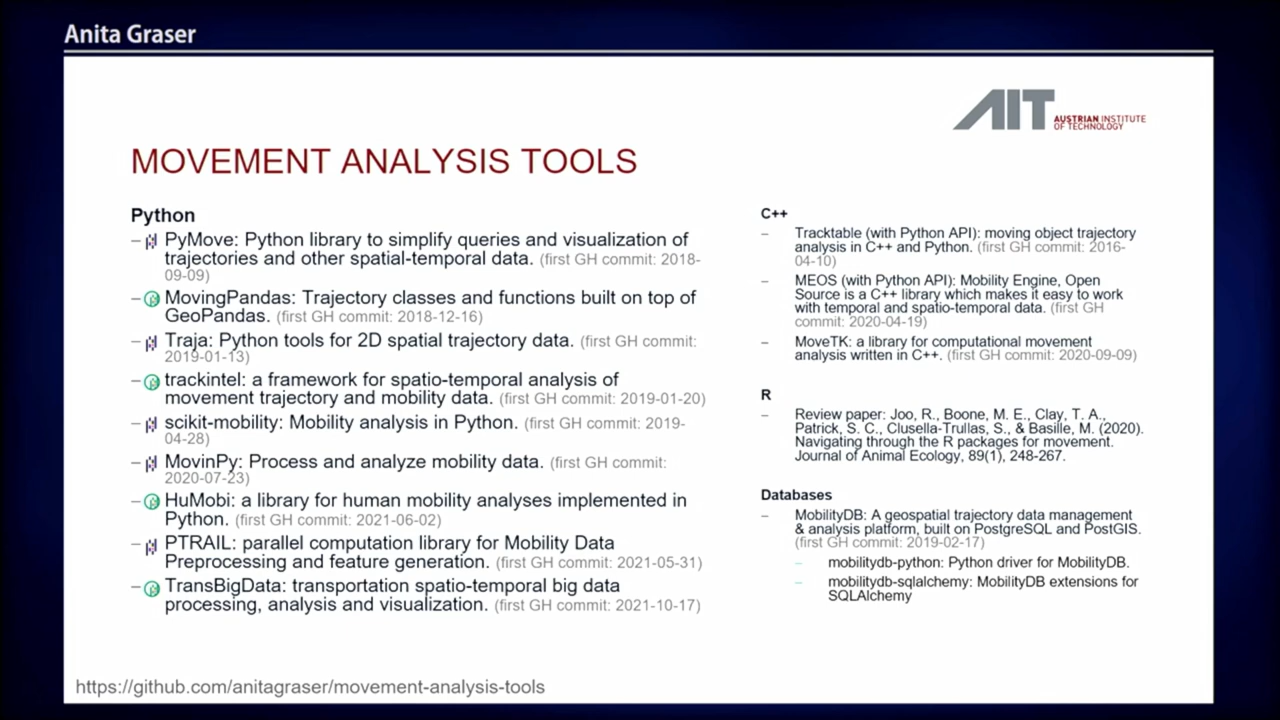 Anita Graser
AIT AUSTRIAN INSTITUTE
OF TECHNOLOGY
MOVEMENT ANALYSIS TOOLS
Python
– PyMove: Python library to simplify queries and visualization of
trajectories and other spatial-temporal data. (first GH commit: 2018-
09-09)
– MovingPandas: Trajectory classes and functions built on top of
GeoPandas. (first GH commit: 2018-12-16)
– Traja: Python tools for 2D spatial trajectory data. (first GH commit:
2019-01-13)
– trackintel: a framework for spatio-temporal analysis of
movement trajectory and mobility data. (first GH commit: 2019-01-20)
– scikit-mobility: Mobility analysis in Python. (first GH commit: 2019-
04-28)
– MovinPy: Process and analyze mobility data. (first GH commit:
2020-07-23)
– HuMobi: a library for human mobility analyses implemented in
Python. (first GH commit: 2021-06-02)
– PTRAIL: parallel computation library for Mobility Data
Preprocessing and feature generation. (first GH commit: 2021-05-31)
– TransBigData: transportation spatio-temporal big data
processing, analysis and visualization. (first GH commit: 2021-10-17)
C++
– Tracktable (with Python API): moving object trajectory
analysis in C++ and Python. (first GH commit: 2016-
04-10)
– MEOS (with Python API): Mobility Engine, Open
Source is a C++ library which makes it easy to work
with temporal and spatio-temporal data. (first GH
commit: 2020-04-19)
– MoveTK: a library for computational movement
analysis written in C++. (first GH commit: 2020-09-09)
R
– Review paper: Joo, R., Boone, M. E., Clay, T. A.,
Patrick, S. C., Clusella-Trullas, S., & Basille, M. (2020).
Navigating through the R packages for movement.
Journal of Animal Ecology, 89(1), 248-267.
Databases
– MobilityDB: A geospatial trajectory data management
& analysis platform, built on PostgreSQL and PostGIS.
(first GH commit: 2019-02-17)
– mobilitydb-python: Python driver for MobilityDB.
– mobilitydb-sqlalchemy: MobilityDB extensions for
SQLAlchemy
https://github.com/anitagraser/movement-analysis-tools